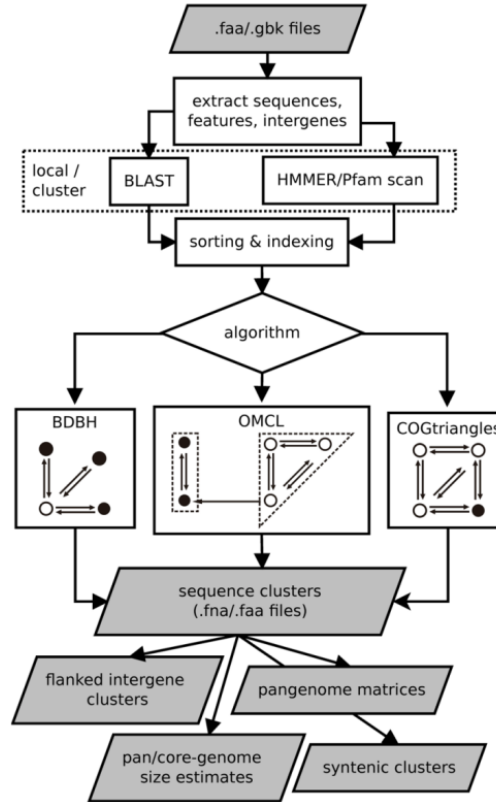 .faa/.gbk files
extract sequences,
features, intergenes
local /
cluster
BLAST
HMMER/Pfam scan
sorting & indexing
algorithm
BDBH
OMCL
COGtriangles
sequence clusters
(.fna/.faa files)
flanked intergene
clusters
pangenome matrices
pan/core-genome
size estimates
syntenic clusters